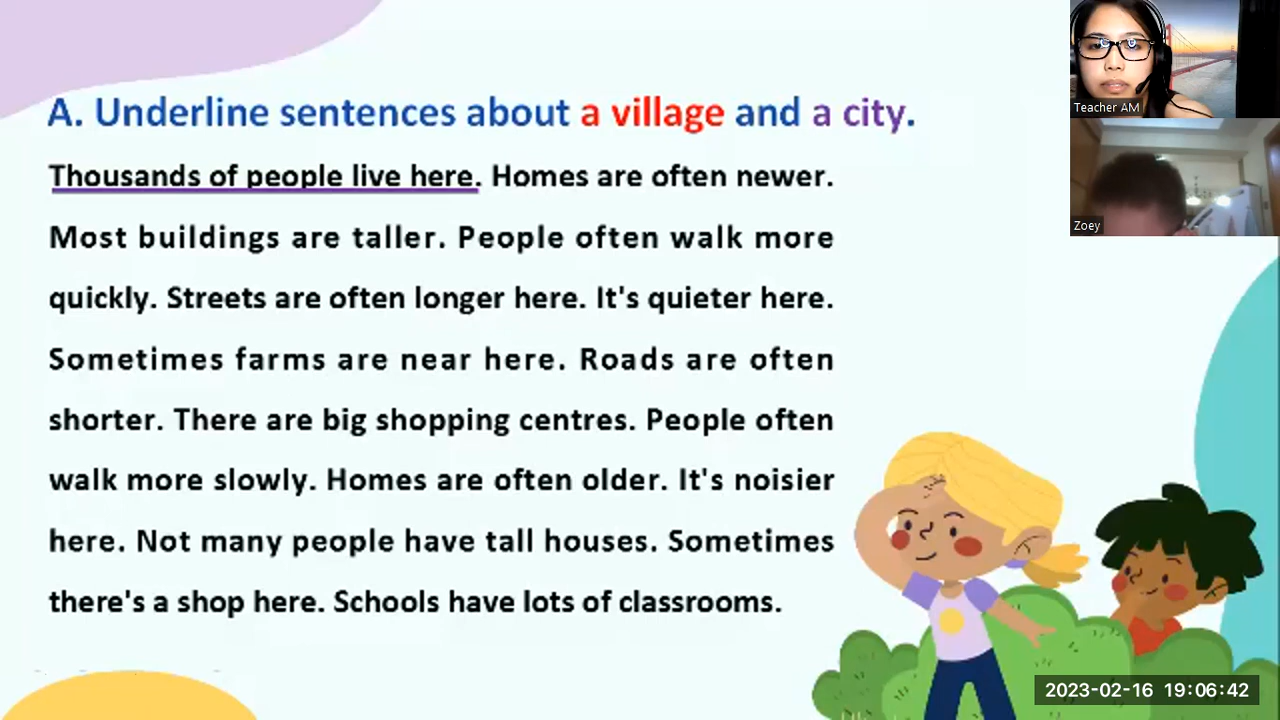 A. Underline sentences about a village and a city.
Thousands of people live here. Homes are often newer.
Most buildings are taller. People often walk more
quickly. Streets are often longer here. It's quieter here.
Sometimes farms are near here. Roads are often
shorter. There are big shopping centres. People often
walk more slowly. Homes are often older. It's noisier
here. Not many people have tall houses. Sometimes
there's a shop here. Schools have lots of classrooms.
Teacher AM
Zoey
2023-02-16 19:06:42